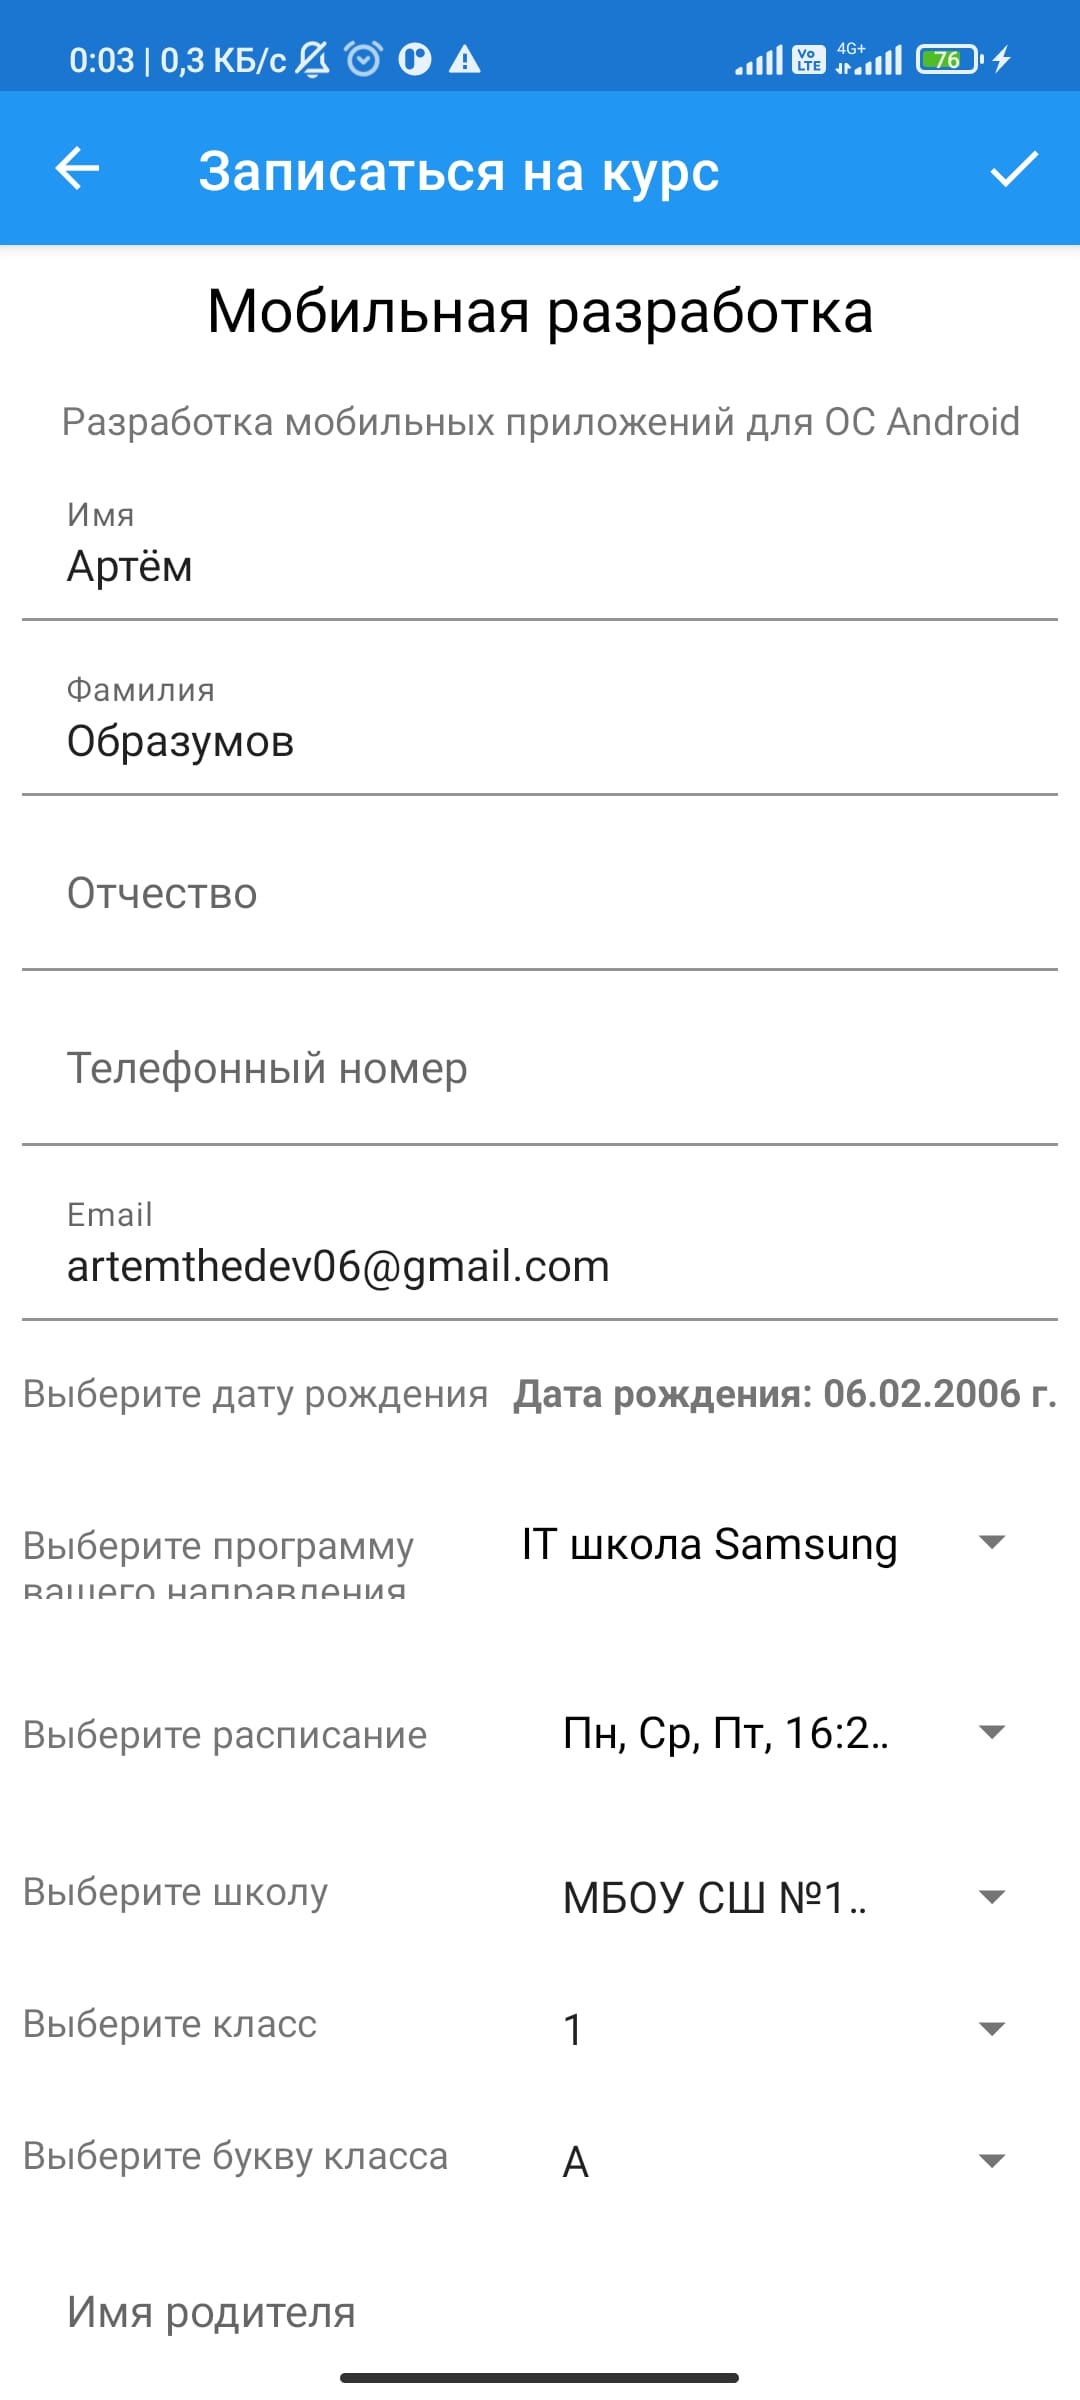 0:03 | 0,3 КБ/с
Vo LTE 4G+ 76
Записаться на курс
Мобильная разработка
Разработка мобильных приложений для ОС Android
Имя
Артём
Фамилия
Образумов
Отчество
Телефонный номер
Email
artemthedev06@gmail.com
Выберите дату рождения Дата рождения: 06.02.2006 г.
Выберите программу IT школа Samsung
вашего направления
Выберите расписание Пн, Ср, Пт, 16:2..
Выберите школу МБОУ СШ №1..
Выберите класс 1
Выберите букву класса А
Имя родителя